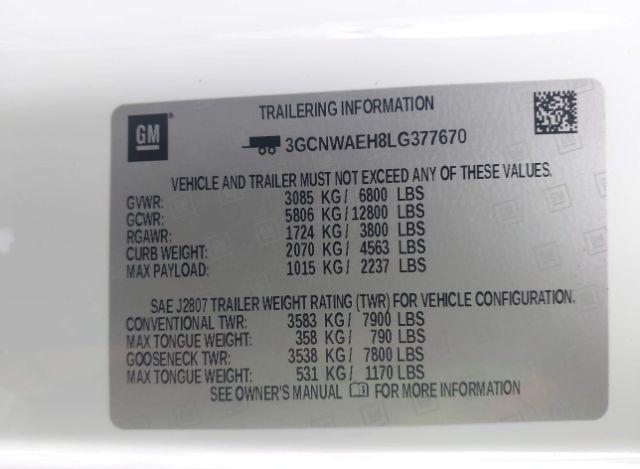 GM
TRAILERING INFORMATION
3GCNWAEH8LG377670
VEHICLE AND TRAILER MUST NOT EXCEED ANY OF THESE VALUES.
GVWR: 3085 KG/ 6800 LBS
GCWR: 5806 KG/12800 LBS
RGAWR: 1724 KG/ 3800 LBS
CURB WEIGHT: 2070 KG/ 4563 LBS
MAX PAYLOAD: 1015 KG/ 2237 LBS
SAE J2807 TRAILER WEIGHT RATING (TWR) FOR VEHICLE CONFIGURATION.
CONVENTIONAL TWR: 3583 KG/ 7900 LBS
MAX TONGUE WEIGHT: 358 KG/ 790 LBS
GOOSENECK TWR: 3538 KG/ 7800 LBS
MAX TONGUE WEIGHT: 531 KG/ 1170 LBS
SEE OWNER'S MANUAL FOR MORE INFORMATION